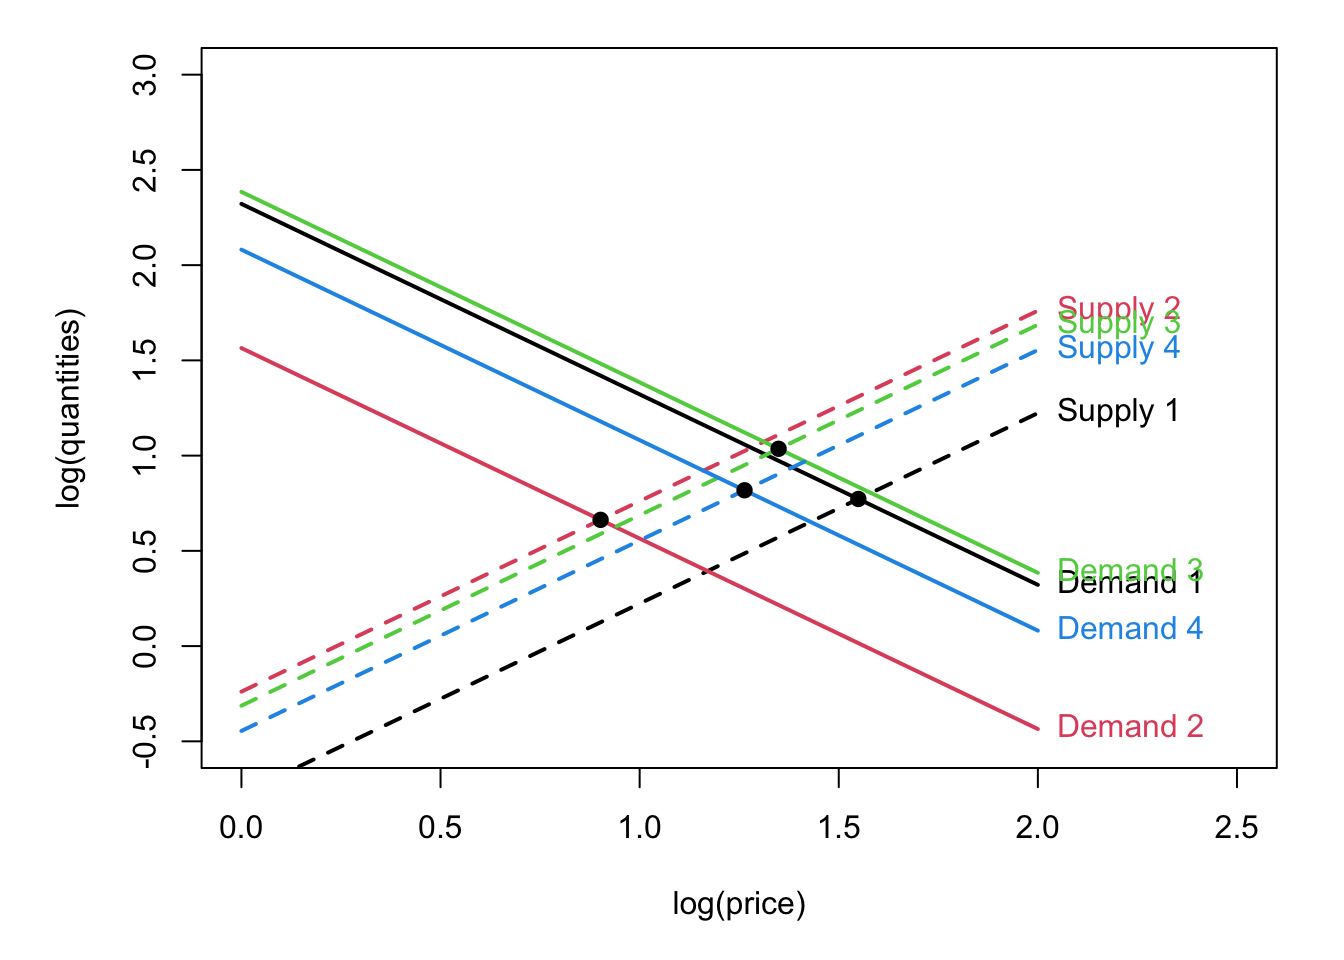 3.0
2.5
2.0
1.5
1.0
0.5
0.0
-0.5
log(quantities)
Supply 2
Supply 3
Supply 4
Supply 1
Demand 3
Demand 1
Demand 4
Demand 2
0.0 0.5 1.0 1.5 2.0 2.5
log(price)